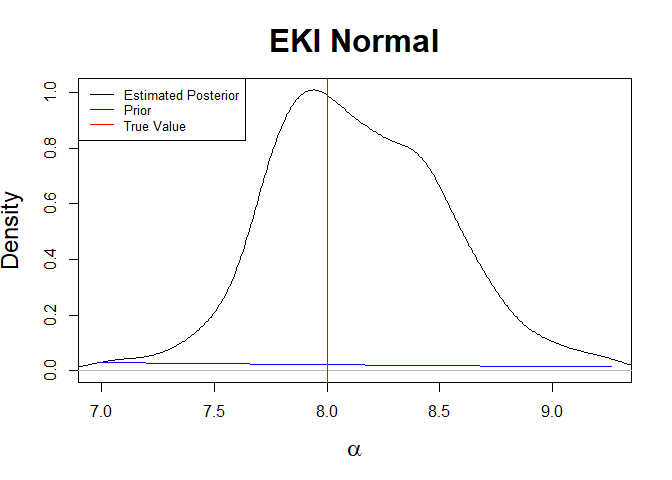 EKI Normal
Estimated Posterior
Prior
True Value
Density
0.0
0.2
0.4
0.6
0.8
1.0
7.0 7.5 8.0 8.5 9.0
α